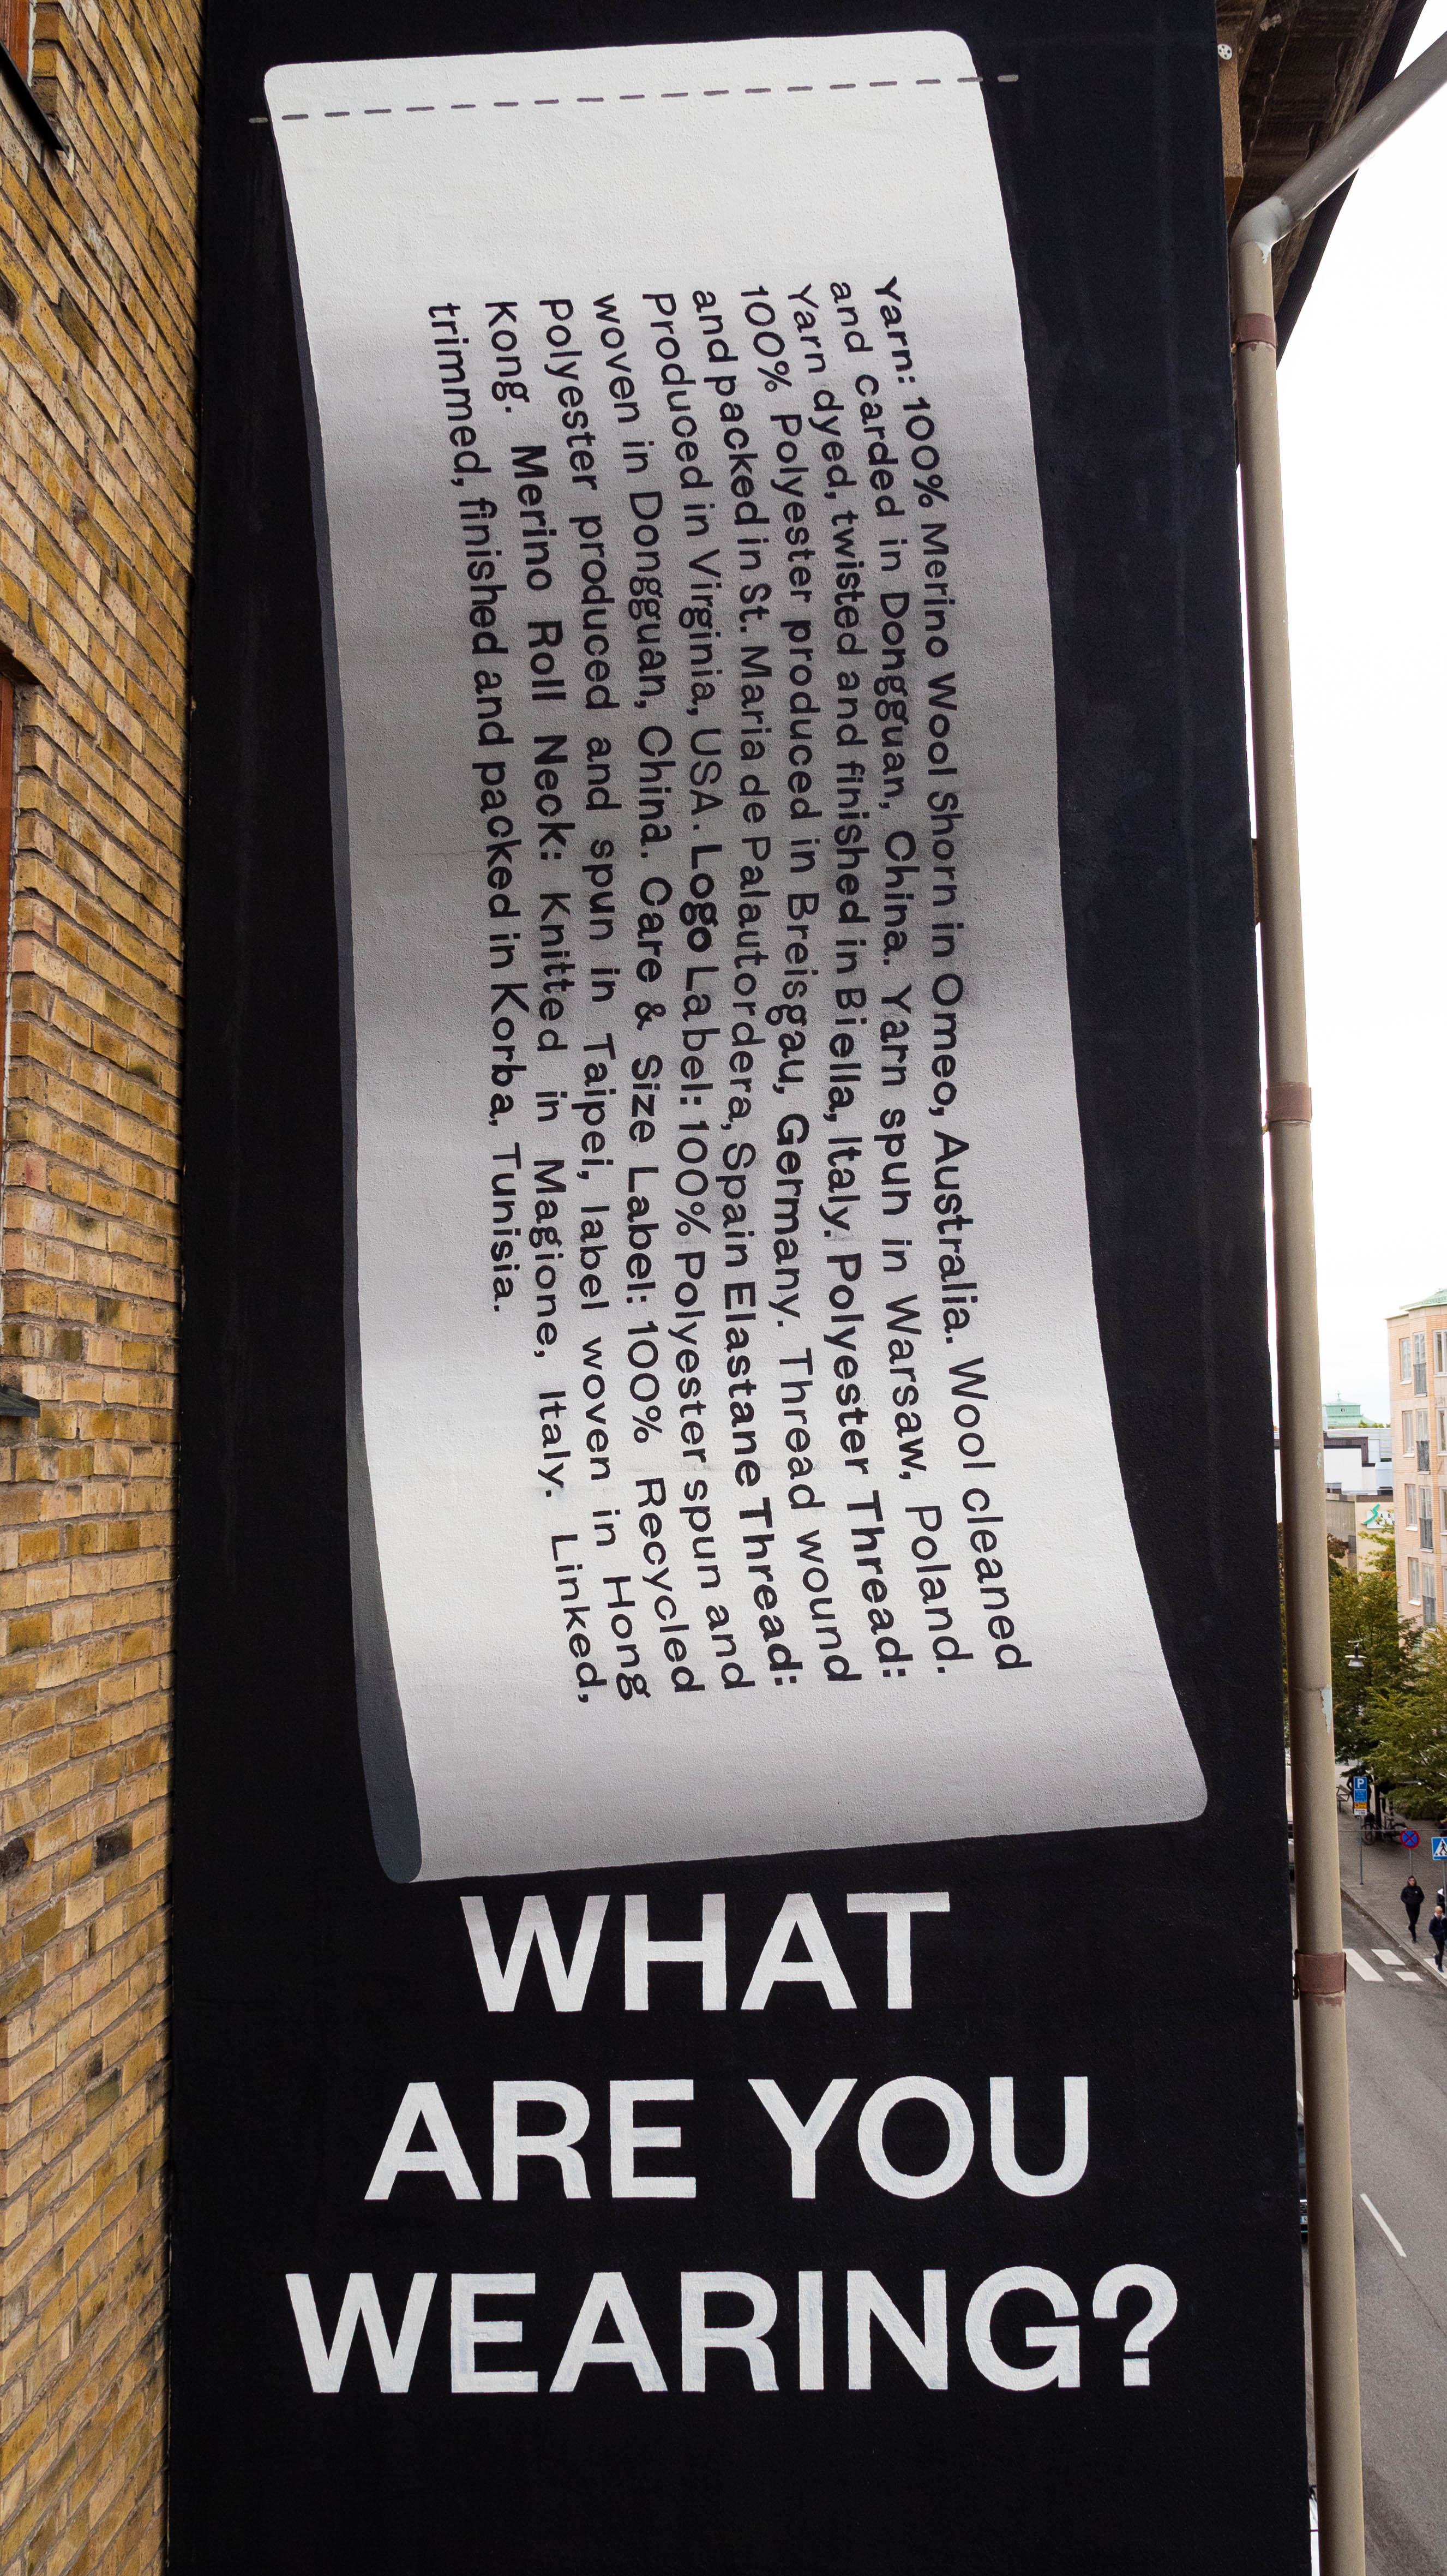 Yarn: 100% Merino Wool Shorn in Omeo, Australia. Wool cleaned
and carded in Dongguan, China. Yarn spun in Warsaw, Poland.
Yarn dyed, twisted and finished in Biella, Italy. Polyester Thread:
100% Polyester produced in Breisgau, Germany. Thread wound
and packed in St. Maria de Palautordera, Spain Elastane Thread:
Produced in Virginia, USA. Logo Label: 100% Polyester spun and
woven in Dongguan, China. Care & Size Label: 100% Recycled
Polyester produced and spun in Taipei, label woven in Hong
Kong. Merino Roll Neck: Knitted in Magione, Italy. Linked,
trimmed, finished and packed in Korba, Tunisia.
WHAT
ARE YOU
WEARING?
P